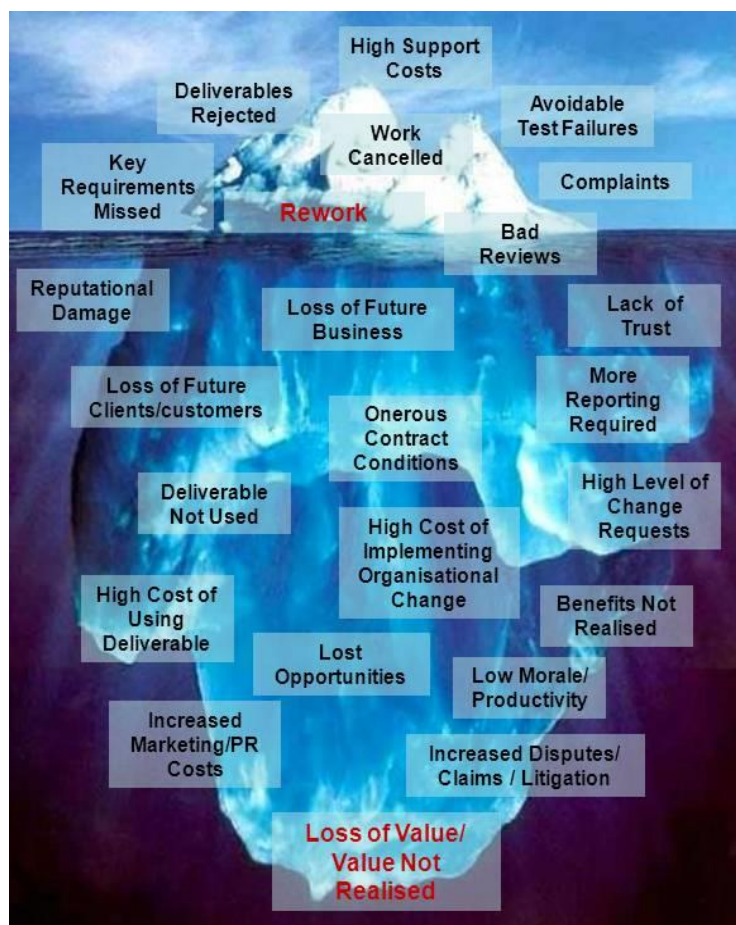 High Support
Costs
Deliverables
Rejected
Avoidable
Test Failures
Work
Cancelled
Key
Requirements
Missed
Complaints
Rework
Bad
Reviews
Reputational
Damage
Loss of Future
Business
Lack of
Trust
Loss of Future
Clients/customers
More
Reporting
Required
Onerous
Contract
Conditions
Deliverable
Not Used
High Level of
Change
Requests
High Cost of
Implementing
Organisational
Change
High Cost of
Using
Deliverable
Benefits Not
Realised
Lost
Opportunities
Low Morale/
Productivity
Increased
Marketing/PR
Costs
Increased Disputes/
Claims / Litigation
Loss of Value/
Value Not
Realised